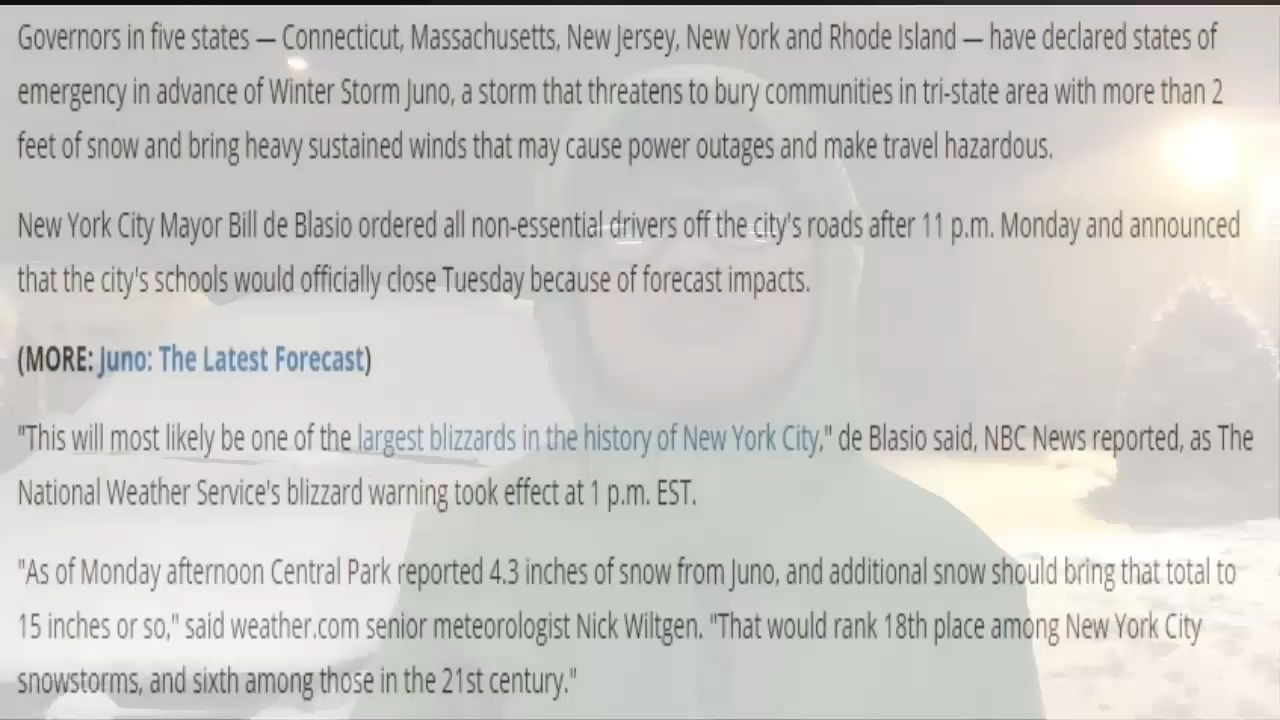 Governors in five states — Connecticut, Massachusetts, New Jersey, New York and Rhode Island — have declared states of
emergency in advance of Winter Storm Juno, a storm that threatens to bury communities in tri-state area with more than 2
feet of snow and bring heavy sustained winds that may cause power outages and make travel hazardous.
New York City Mayor Bill de Blasio ordered all non-essential drivers off the city's roads after 11 p.m. Monday and announced
that the city's schools would officially close Tuesday because of forecast impacts.
(MORE: Juno: The Latest Forecast)
"This will most likely be one of the largest blizzards in the history of New York City," de Blasio said, NBC News reported, as The
National Weather Service's blizzard warning took effect at 1 p.m. EST.
"As of Monday afternoon Central Park reported 4.3 inches of snow from Juno, and additional snow should bring that total to
15 inches or so," said weather.com senior meteorologist Nick Wiltgen. "That would rank 18th place among New York City
snowstorms, and sixth among those in the 21st century."